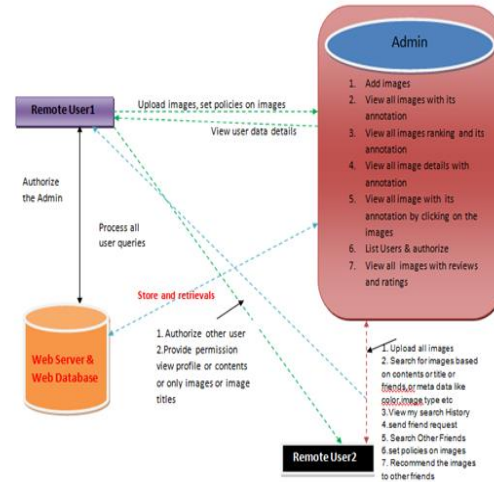 Admin
1. Add images
2. View all images with its
annotation
3. View all images ranking and its
annotation
4. View all image details with
annotation
5. View all image with its
annotation by clicking on the
images
6. List Users & authorize
7. View all images with reviews
and ratings
Remote User1
Upload images, set policies on images
View user data details
Authorize
the Admin
Process all
user queries
Store and retrievals
Web Server &
Web Database
1. Authorize other user
2.Provide permission
view profile or contents
or only images or image
titles
1. Upload all images
2. Search for images based
on contents or title or
friends,or meta data like
color,image type etc
3.View my search History
4.send friend request
5. Search Other Friends
6.set policies on images
7. Recommend the images
to other friends
Remote User2